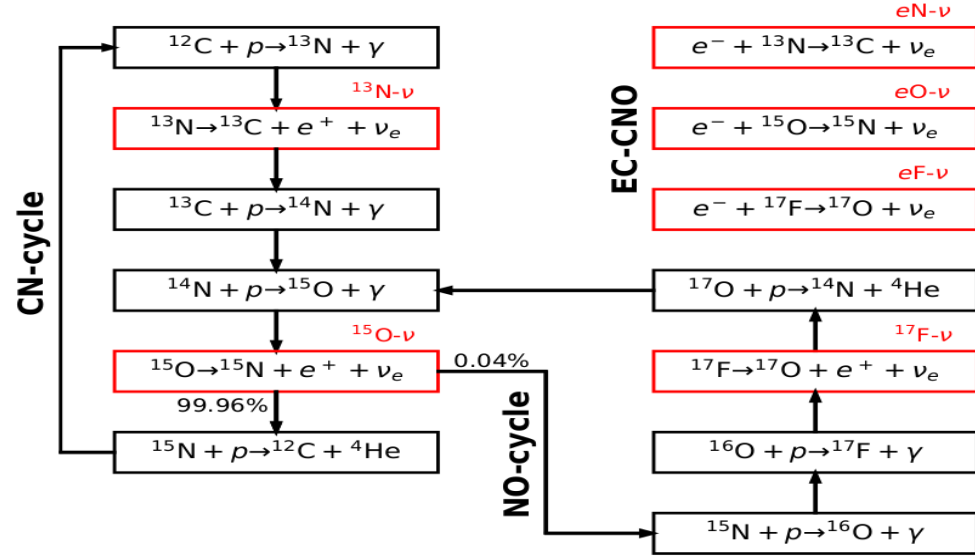 ¹²C + p→¹³N + γ
¹³N-ν
¹³N→¹³C + e⁺ + νₑ
¹³C + p→¹⁴N + γ
¹⁴N + p→¹⁵O + γ
¹⁵O-ν
¹⁵O→¹⁵N + e⁺ + νₑ
99.96%
0.04%
¹⁵N + p→¹²C + ⁴He
CN-cycle
NO-cycle
EC-CNO
eN-ν
e⁻ + ¹³N→¹³C + νₑ
eO-ν
e⁻ + ¹⁵O→¹⁵N + νₑ
eF-ν
e⁻ + ¹⁷F→¹⁷O + νₑ
¹⁷O + p→¹⁴N + ⁴He
¹⁷F-ν
¹⁷F→¹⁷O + e⁺ + νₑ
¹⁶O + p→¹⁷F + γ
¹⁵N + p→¹⁶O + γ